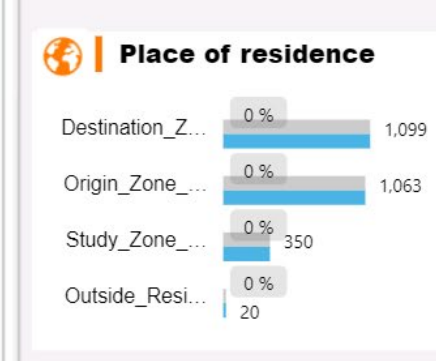 Place of residence
0 %
Destination_Z... 1,099
0 %
Origin_Zone_... 1,063
0 %
Study_Zone_... 350
0 %
Outside_Resi... 20